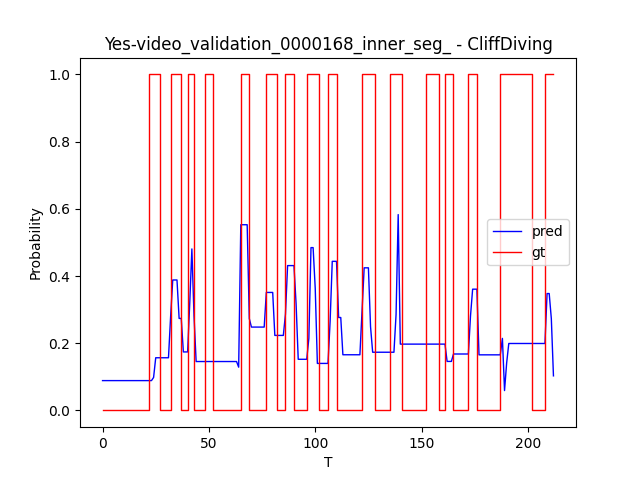 Yes-video_validation_0000168_inner_seg_ - CliffDiving
1.0
0.8
0.6
0.4
0.2
0.0
Probability
pred
gt
0
50
100
150
200
T